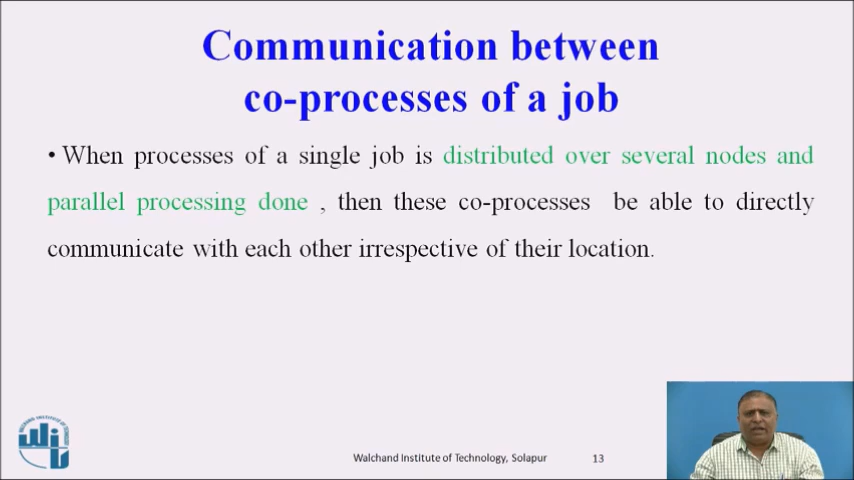 Communication between
co-processes of a job
• When processes of a single job is distributed over several nodes and
parallel processing done , then these co-processes be able to directly
communicate with each other irrespective of their location.
Walchand Institute of Technology, Solapur 13